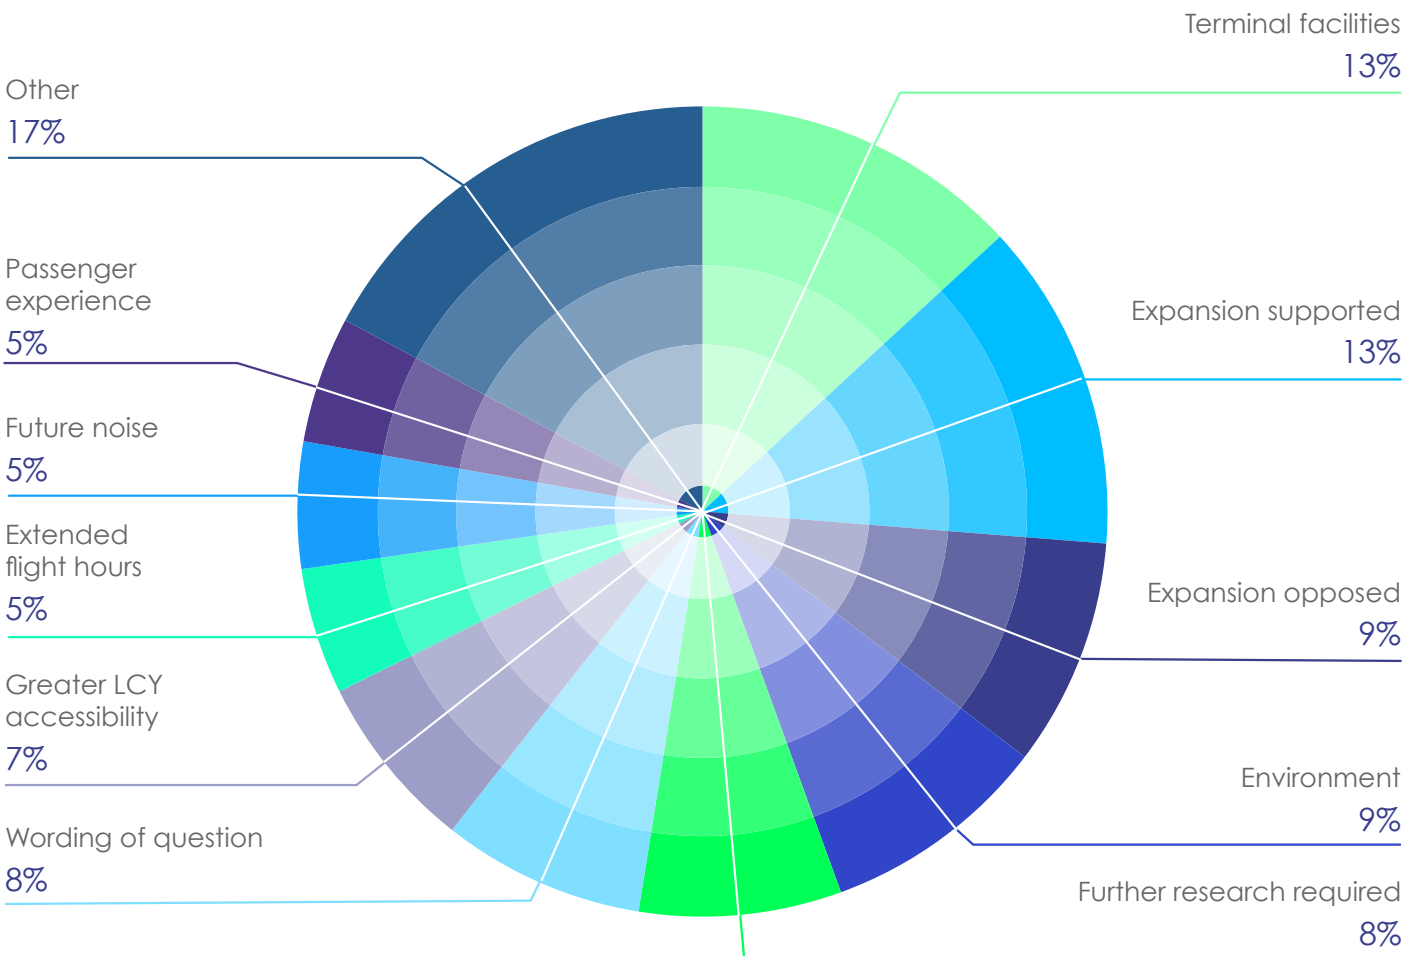 Terminal facilities
13%
Expansion supported
13%
Expansion opposed
9%
Environment
9%
Further research required
8%
Wording of question
8%
Greater LCY
accessibility
7%
Extended
flight hours
5%
Future noise
5%
Passenger
experience
5%
Other
17%